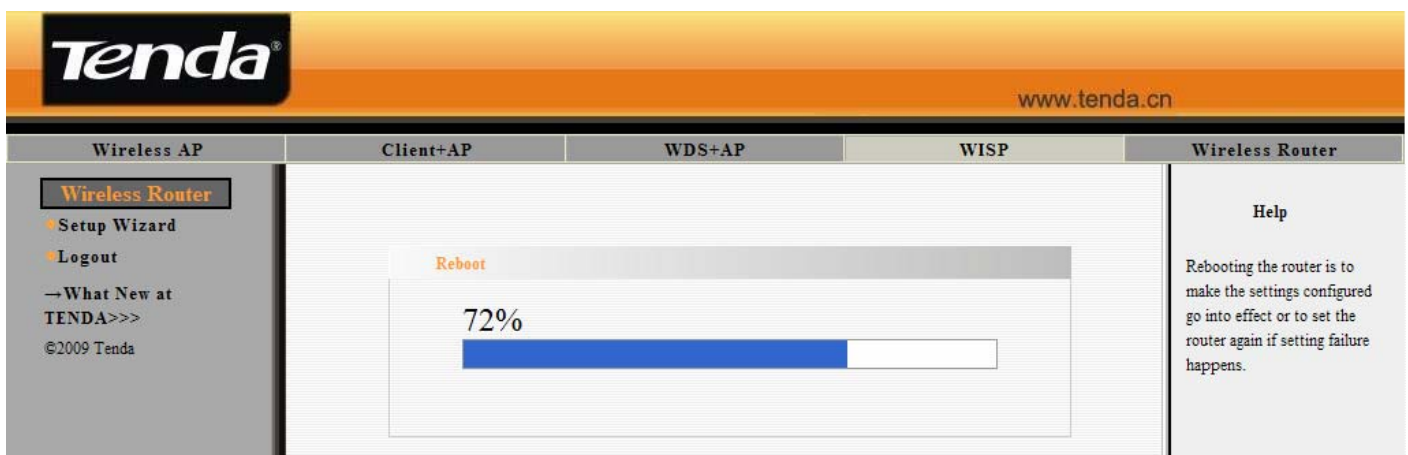 Tenda®
www.tenda.cn
Wireless AP
Client+AP
WDS+AP
WISP
Wireless Router
Wireless Router
Setup Wizard
Logout
→What New at
TENDA>>>
©2009 Tenda
Reboot
72%
Help
Rebooting the router is to
make the settings configured
go into effect or to set the
router again if setting failure
happens.